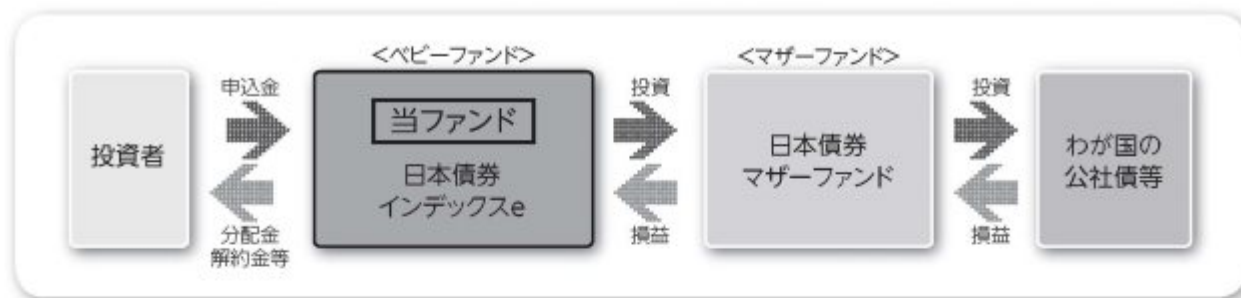 <ベビーファンド>
<マザーファンド>
投資者
申込金
分配金
解約金等
当ファンド
日本債券
インデックスe
投資
損益
日本債券
マザーファンド
投資
損益
わが国の
公社債等